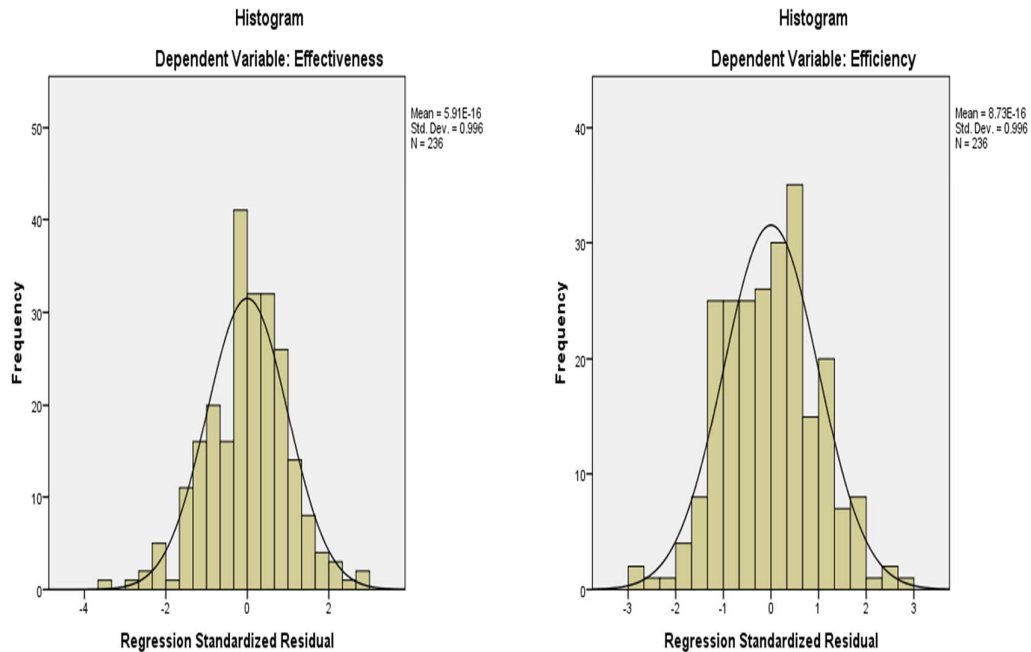 Histogram
Dependent Variable: Effectiveness
Mean = 5.91E-16
Std. Dev. = 0.996
N = 236
50
40
30
20
10
0
Frequency
-4
-2
0
2
Regression Standardized Residual
Histogram
Dependent Variable: Efficiency
Mean = 8.73E-16
Std. Dev. = 0.996
N = 236
40
30
20
10
0
Frequency
-3
-2
-1
0
1
2
3
Regression Standardized Residual